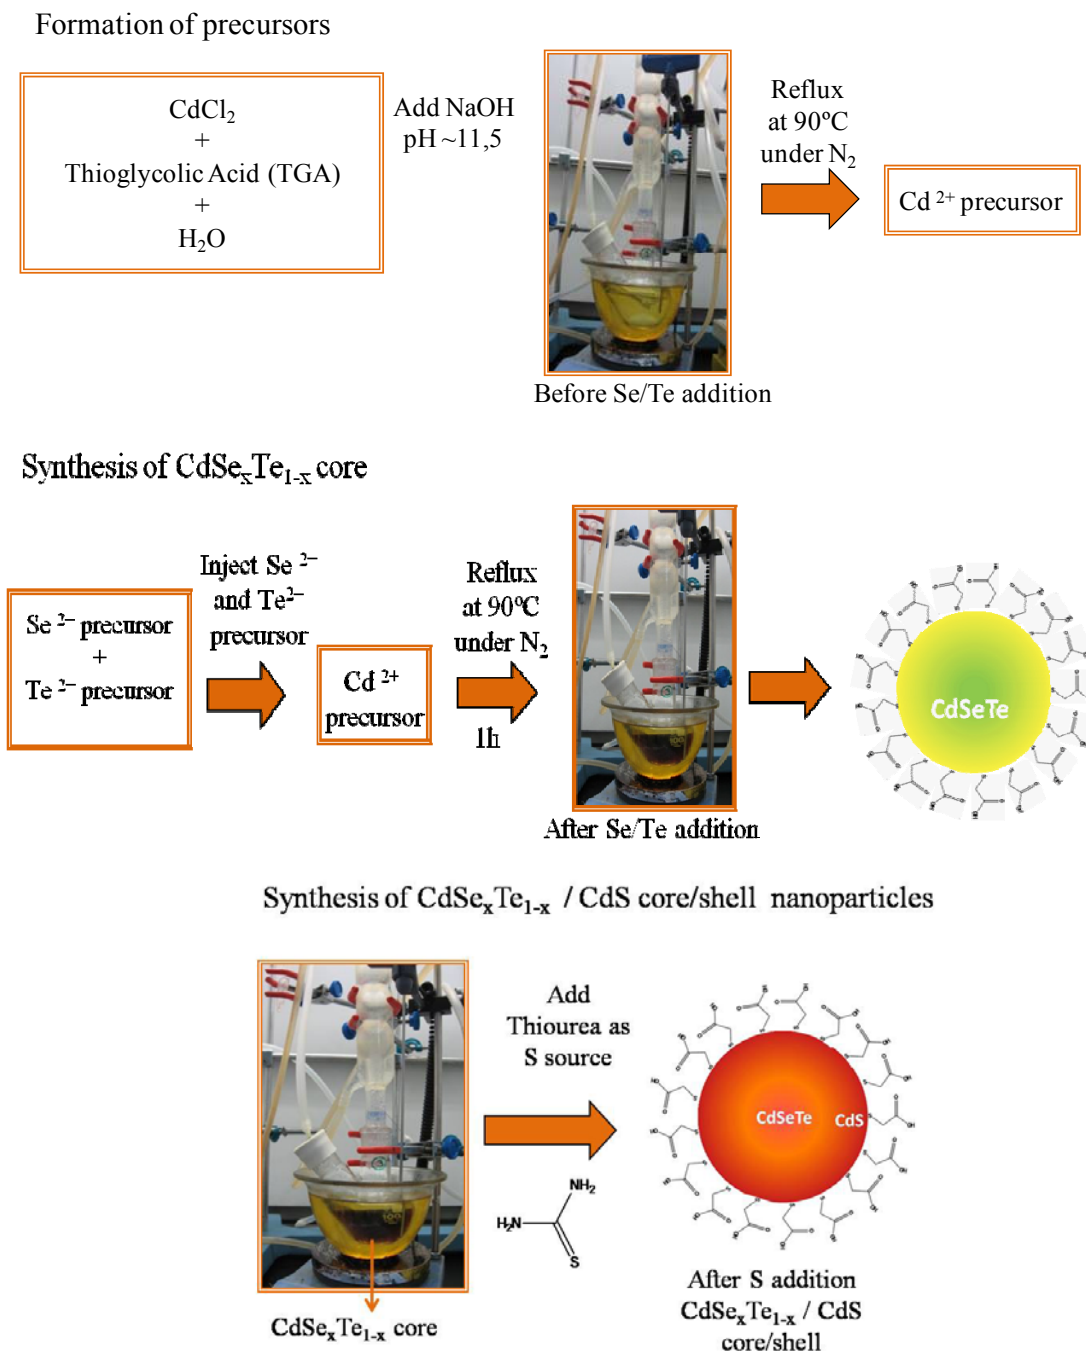 Formation of precursors
CdCl2
+
Thioglycolic Acid (TGA)
+
H2O
Add NaOH
pH ~11,5
Reflux
at 90ºC
under N2
Cd 2+ precursor
Before Se/Te addition
Synthesis of CdSexTe1-x core
Se 2− precursor
+
Te 2− precursor
Inject Se 2−
and Te2−
precursor
Cd 2+
precursor
Reflux
at 90ºC
under N2
1h
After Se/Te addition
CdSeTe
Synthesis of CdSexTe1-x / CdS core/shell nanoparticles
Add
Thiourea as
S source
NH2
H2N
S
CdSexTe1-x core
CdSeTe
CdS
After S addition
CdSexTe1-x / CdS
core/shell